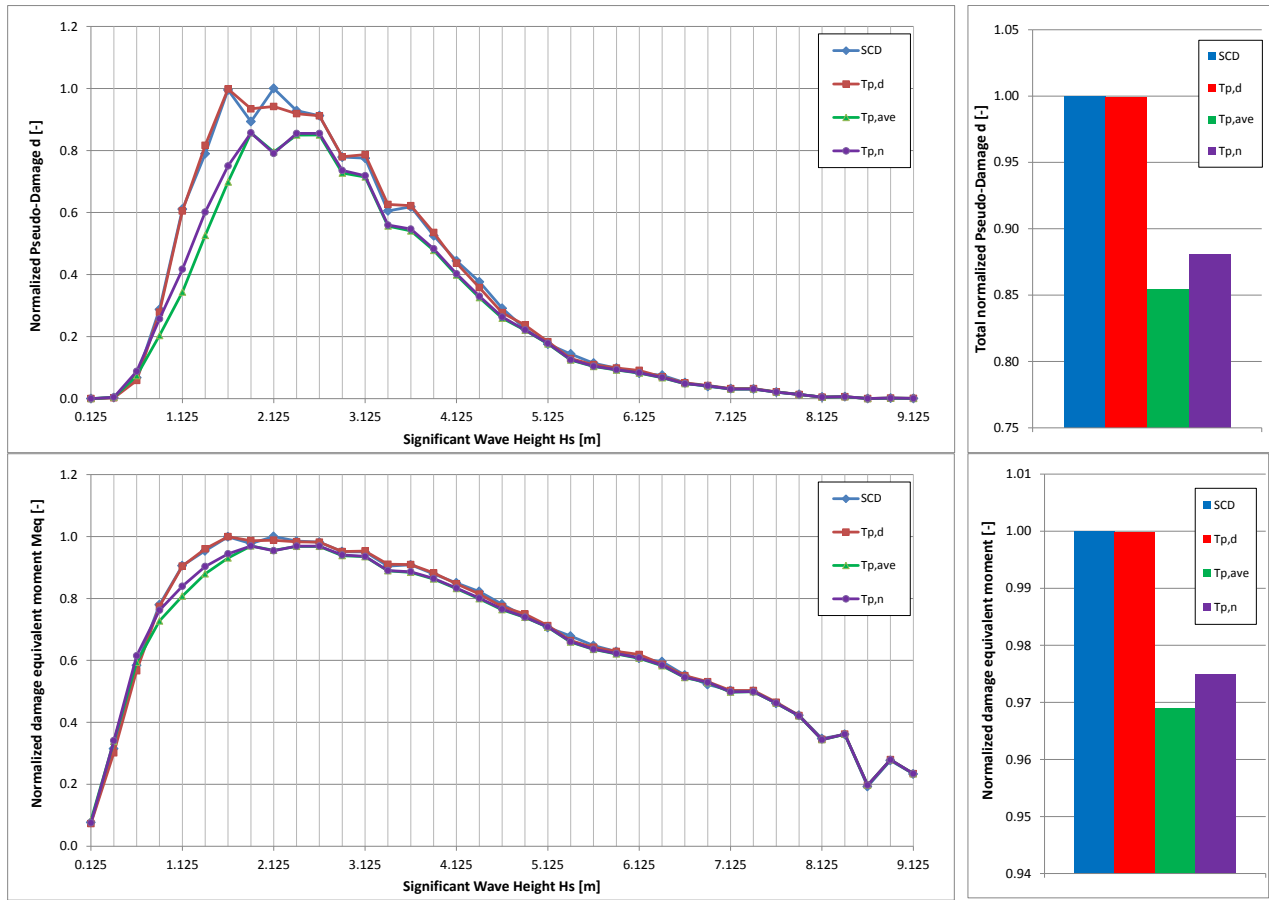 Normalized Pseudo-Damage d [-]
1.2
1.0
0.8
0.6
0.4
0.2
0.0
0.125 1.125 2.125 3.125 4.125 5.125 6.125 7.125 8.125 9.125
Significant Wave Height Hs [m]
SCD
Tp,d
Tp,ave
Tp,n
Total normalized Pseudo-Damage d [-]
1.05
1.00
0.95
0.90
0.85
0.80
0.75
SCD
Tp,d
Tp,ave
Tp,n
Normalized damage equivalent moment Meq [-]
1.2
1.0
0.8
0.6
0.4
0.2
0.0
0.125 1.125 2.125 3.125 4.125 5.125 6.125 7.125 8.125 9.125
Significant Wave Height Hs [m]
SCD
Tp,d
Tp,ave
Tp,n
Normalized damage equivalent moment [-]
1.01
1.00
0.99
0.98
0.97
0.96
0.95
0.94
SCD
Tp,d
Tp,ave
Tp,n